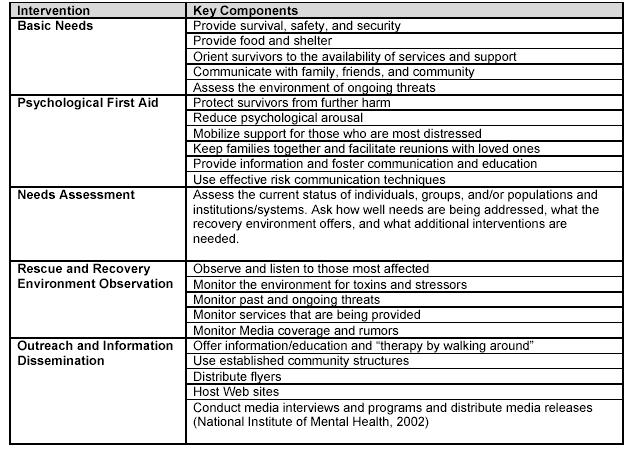 Intervention Key Components
Basic Needs Provide survival, safety, and security
Provide food and shelter
Orient survivors to the availability of services and support
Communicate with family, friends, and community
Assess the environment of ongoing threats
Psychological First Aid Protect survivors from further harm
Reduce psychological arousal
Mobilize support for those who are most distressed
Keep families together and facilitate reunions with loved ones
Provide information and foster communication and education
Use effective risk communication techniques
Needs Assessment Assess the current status of individuals, groups, and/or populations and
institutions/systems. Ask how well needs are being addressed, what the
recovery environment offers, and what additional interventions are
needed.
Rescue and Recovery Observe and listen to those most affected
Environment Observation Monitor the environment for toxins and stressors
Monitor past and ongoing threats
Monitor services that are being provided
Monitor Media coverage and rumors
Outreach and Information Offer information/education and “therapy by walking around”
Dissemination Use established community structures
Distribute flyers
Host Web sites
Conduct media interviews and programs and distribute media releases
(National Institute of Mental Health, 2002)